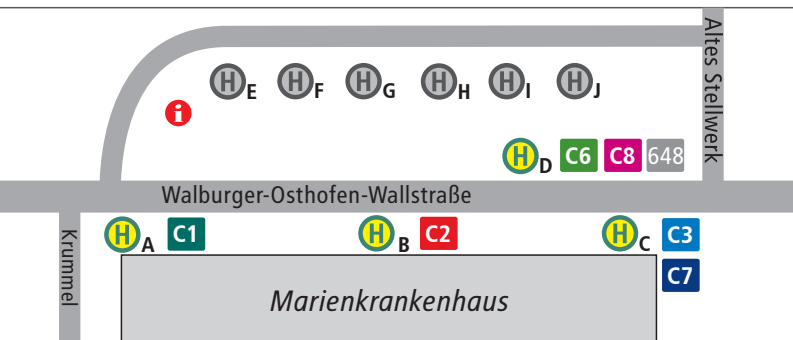 Altes Stellwerk
H E H F H G H H H I H J
i
H D C6 C8 648
Walburger-Osthofen-Wallstraße
H A C1 H B C2 H C C3
C7
Krummel
Marienkrankenhaus